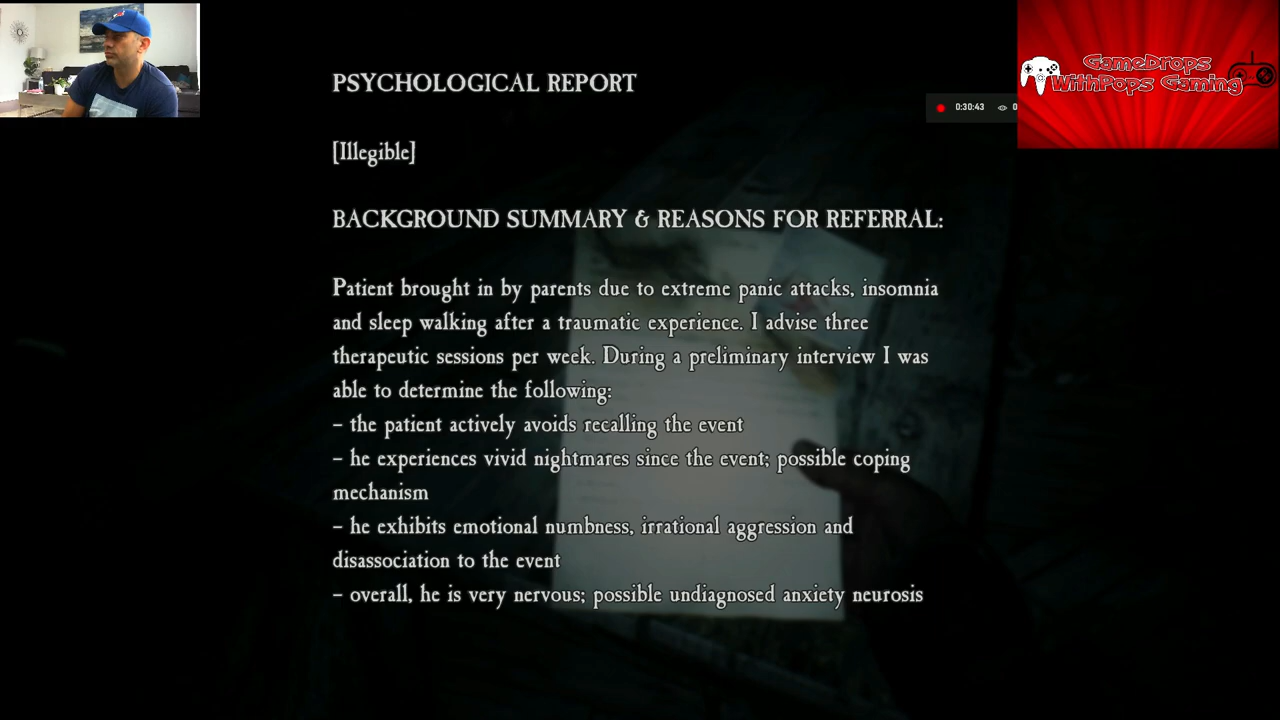 PSYCHOLOGICAL REPORT
[Illegible]
BACKGROUND SUMMARY & REASONS FOR REFERRAL:
Patient brought in by parents due to extreme panic attacks, insomnia
and sleep walking after a traumatic experience. I advise three
therapeutic sessions per week. During a preliminary interview I was
able to determine the following:
– the patient actively avoids recalling the event
– he experiences vivid nightmares since the event; possible coping
mechanism
– he exhibits emotional numbness, irrational aggression and
disassociation to the event
– overall, he is very nervous; possible undiagnosed anxiety neurosis
0:30:43 0
GameDrops
WithPops Gaming